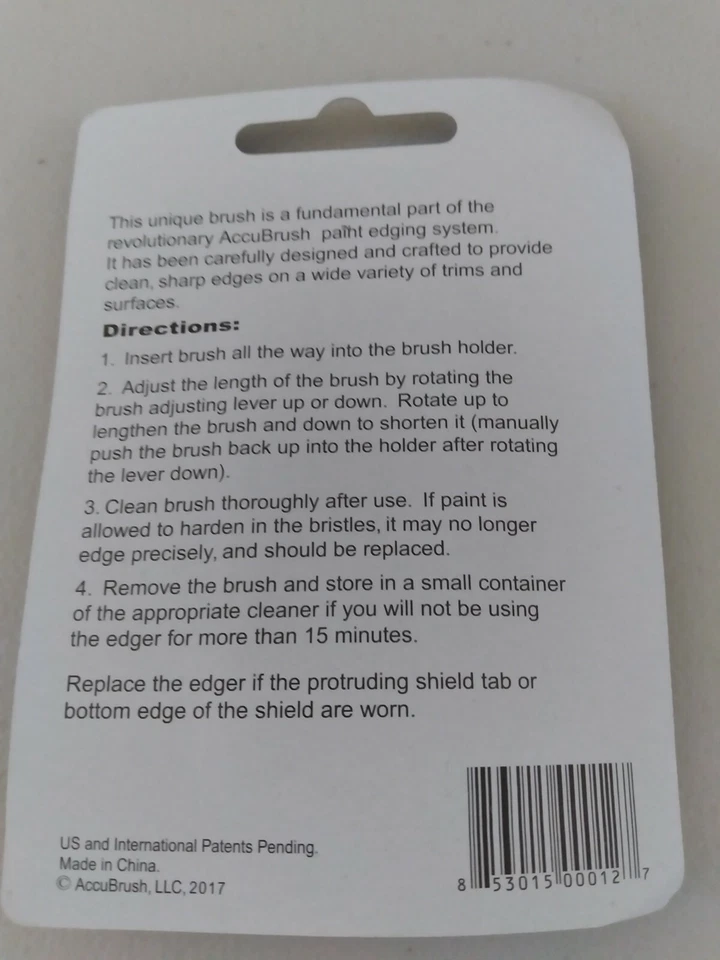 This unique brush is a fundamental part of the
revolutionary AccuBrush paint edging system.
It has been carefully designed and crafted to provide
clean, sharp edges on a wide variety of trims and
surfaces.
Directions:
1. Insert brush all the way into the brush holder.
2. Adjust the length of the brush by rotating the
brush adjusting lever up or down. Rotate up to
lengthen the brush and down to shorten it (manually
push the brush back up into the holder after rotating
the lever down).
3. Clean brush thoroughly after use. If paint is
allowed to harden in the bristles, it may no longer
edge precisely, and should be replaced.
4. Remove the brush and store in a small container
of the appropriate cleaner if you will not be using
the edger for more than 15 minutes.
Replace the edger if the protruding shield tab or
bottom edge of the shield are worn.
US and International Patents Pending.
Made in China.
© AccuBrush, LLC, 2017
8 53015 00012 7